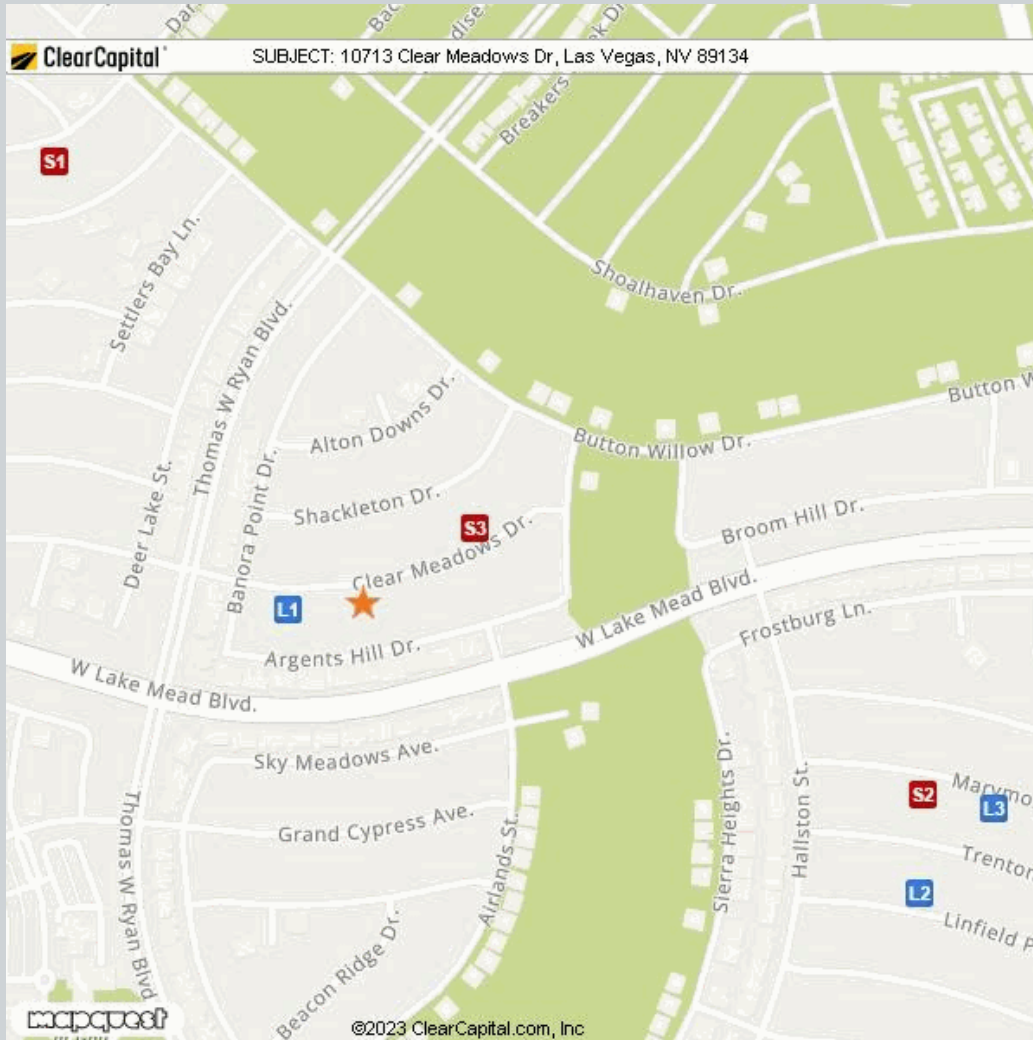 ClearCapital
SUBJECT: 10713 Clear Meadows Dr, Las Vegas, NV 89134
Breakers
S1
Settlers Bay Ln.
Shoalhaven Dr.
Thomas W Ryan Blvd.
Alton Downs Dr.
Button W
Button Willow Dr.
Deer Lake St.
Banora Point Dr.
Shackleton Dr.
S3
Clear Meadows Dr.
Broom Hill Dr.
L1
W Lake Mead Blvd.
Frostburg Ln.
Argents Hill Dr.
W Lake Mead Blvd.
Sky Meadows Ave.
Sierra Heights Dr.
Hallston St.
S2
Marymo
L3
Thomas W Ryan Blvd
Grand Cypress Ave.
Airlands St.
Trenton
L2
Linfield P
Beacon Ridge Dr.
mapquest
©2023 ClearCapital.com, Inc